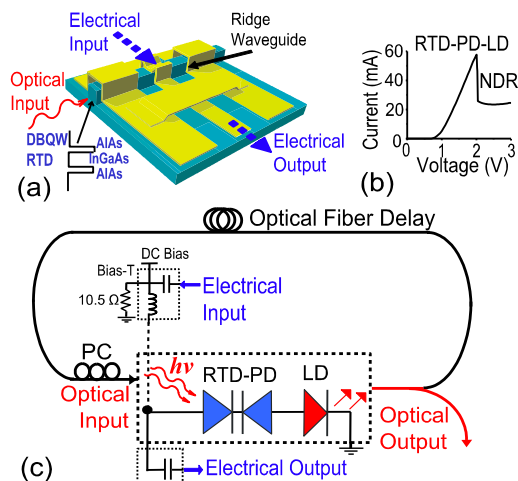 (a)
Electrical
Input
Ridge
Waveguide
Optical
Input
DBQW
RTD
AlAs
InGaAs
AlAs
Electrical
Output
(b)
RTD-PD-LD
NDR
Current (mA)
60
40
20
0
0
1
2
3
Voltage (V)
Optical Fiber Delay
DC Bias
Bias-T
10.5 Ω
Electrical
Input
PC
Optical
Input
hν
RTD-PD
LD
Optical
Output
Electrical Output
(c)